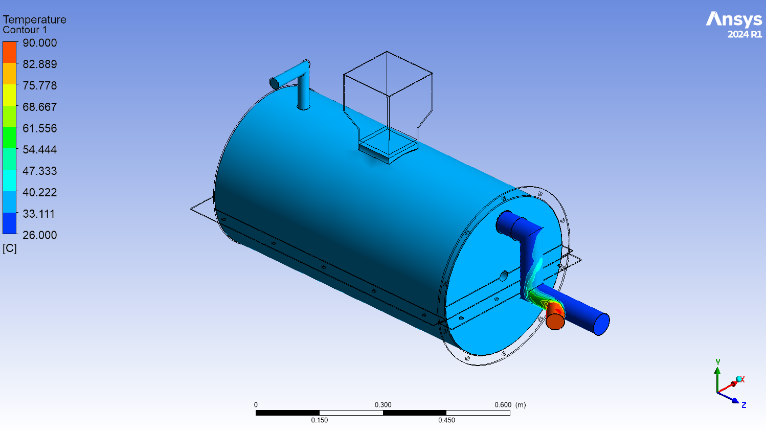 Temperature
Contour 1
90.000
82.889
75.778
68.667
61.556
54.444
47.333
40.222
33.111
26.000
[C]
Ansys
2024 R1
Y
X
Z
0
0.300
0.600
(m)
0.150
0.450